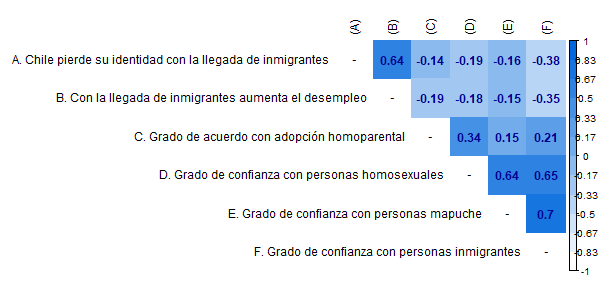 (A) (B) (C) (D) (E) (F)
A. Chile pierde su identidad con la llegada de inmigrantes - 0.64 -0.14 -0.19 -0.16 -0.38
B. Con la llegada de inmigrantes aumenta el desempleo - -0.19 -0.18 -0.15 -0.35
C. Grado de acuerdo con adopción homoparental - 0.34 0.15 0.21
D. Grado de confianza con personas homosexuales - 0.64 0.65
E. Grado de confianza con personas mapuche - 0.7
F. Grado de confianza con personas inmigrantes -
1
0.83
0.67
0.5
0.33
0.17
0
-0.17
-0.33
-0.5
-0.67
-0.83
-1